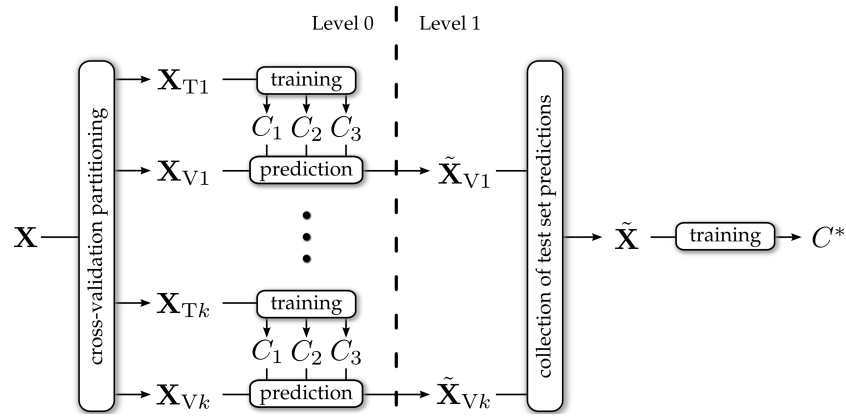 Level 0
Level 1
cross-validation partitioning
collection of test set predictions
X
X_T1
training
C_1 C_2 C_3
X_V1
prediction
X̃_V1
X_Tk
training
C_1 C_2 C_3
X_Vk
prediction
X̃_Vk
X̃
training
C*